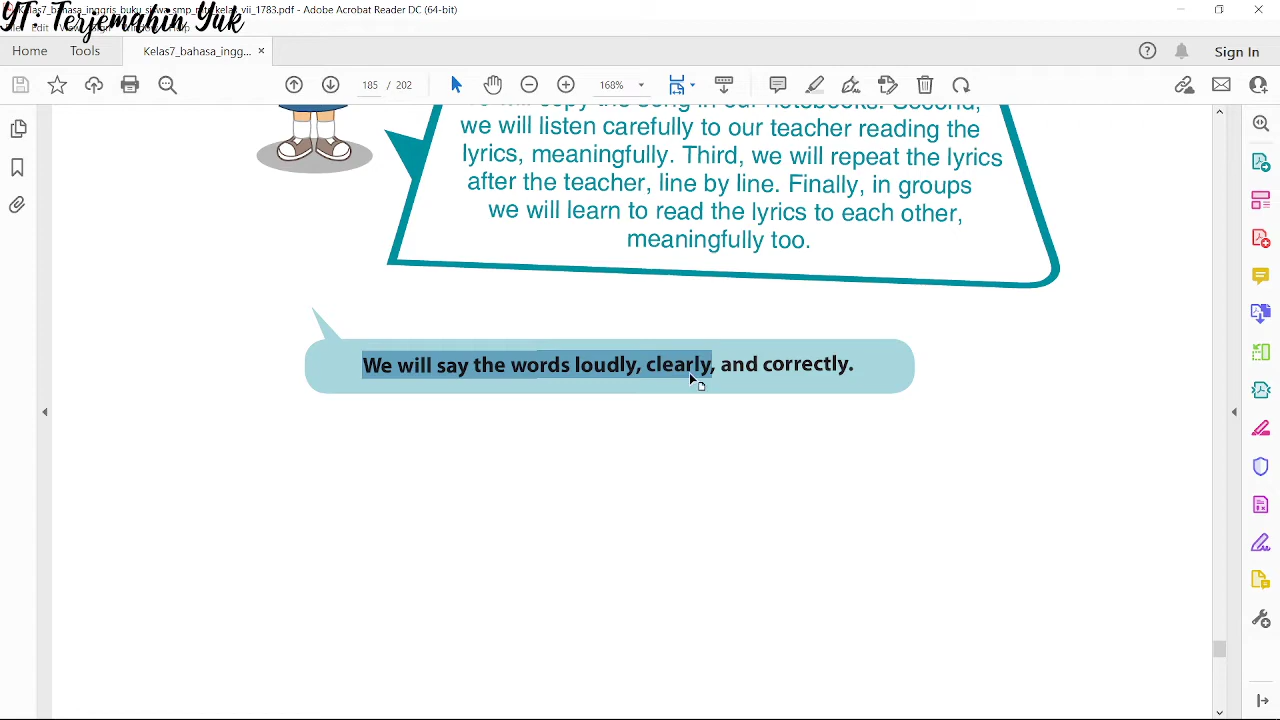 YT: Terjemahin Yuk
Kelas7_bahasa_inggris_buku_siswa_smp_mts_kelas_vii_1783.pdf - Adobe Acrobat Reader DC (64-bit)
Home Tools Kelas7_bahasa_ingg... × Sign In
185 / 202 168%
we will listen carefully to our teacher reading the
lyrics, meaningfully. Third, we will repeat the lyrics
after the teacher, line by line. Finally, in groups
we will learn to read the lyrics to each other,
meaningfully too.
We will say the words loudly, clearly, and correctly.